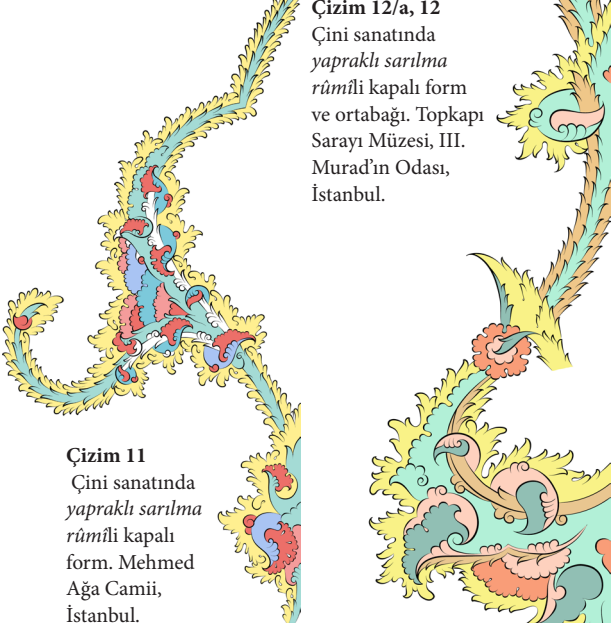 Çizim 12/a, 12
Çini sanatında
yapraklı sarılma
rûmîli kapalı form
ve ortabağı. Topkapı
Sarayı Müzesi, III.
Murad’ın Odası,
İstanbul.
Çizim 11
Çini sanatında
yapraklı sarılma
rûmîli kapalı
form. Mehmed
Ağa Camii,
İstanbul.